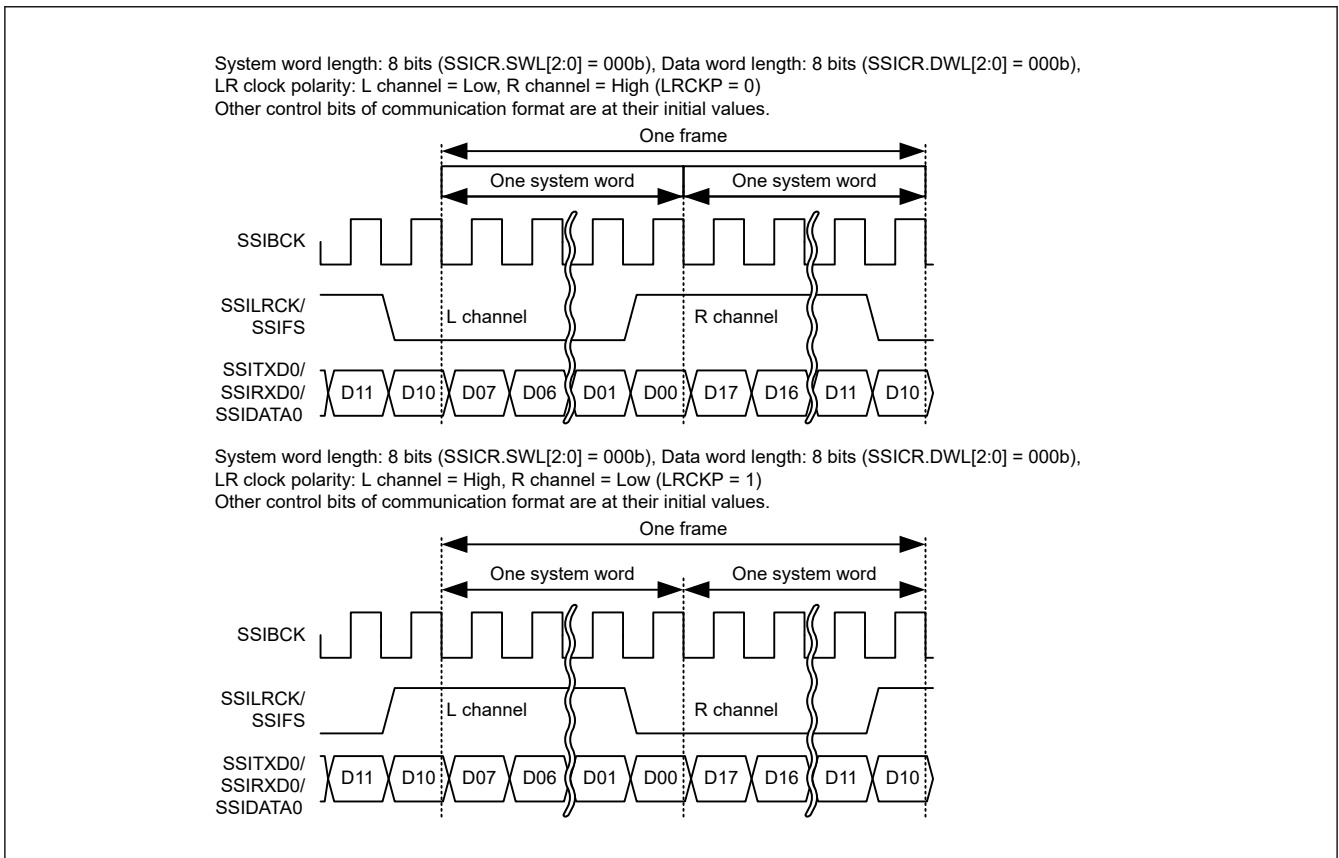 System word length: 8 bits (SSICR.SWL[2:0] = 000b), Data word length: 8 bits (SSICR.DWL[2:0] = 000b),
LR clock polarity: L channel = Low, R channel = High (LRCKP = 0)
Other control bits of communication format are at their initial values.
One frame
One system word One system word
SSIBCK
SSILRCK/
SSIFS
L channel R channel
SSITXD0/
SSIRXD0/
SSIDATA0
D11 D10 D07 D06 D01 D00 D17 D16 D11 D10
System word length: 8 bits (SSICR.SWL[2:0] = 000b), Data word length: 8 bits (SSICR.DWL[2:0] = 000b),
LR clock polarity: L channel = High, R channel = Low (LRCKP = 1)
Other control bits of communication format are at their initial values.
One frame
One system word One system word
SSIBCK
SSILRCK/
SSIFS
L channel R channel
SSITXD0/
SSIRXD0/
SSIDATA0
D11 D10 D07 D06 D01 D00 D17 D16 D11 D10